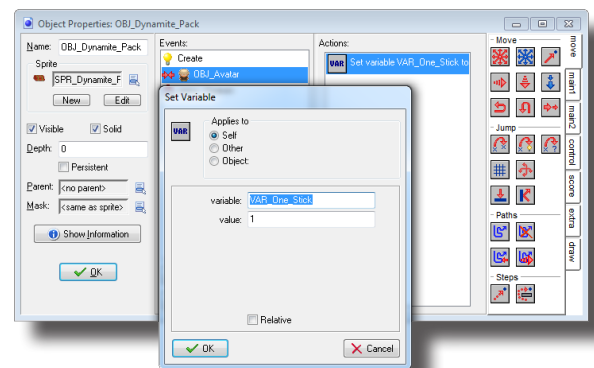 Object Properties: OBJ_Dynamite_Pack
Name: OBJ_Dynamite_Pack
Sprite
SPR_Dynamite_F
New Edit
Visible Solid
Depth: 0
Persistent
Parent: <no parent>
Mask: <same as sprite>
Show Information
OK
Events:
Create
OBJ_Avatar
Actions:
VAR Set variable VAR_One_Stick to
Set Variable
VAR
Applies to
Self
Other
Object:
variable: VAR_One_Stick
value: 1
Relative
OK Cancel
Move
Jump
Paths
Steps
move
main1
main2
control
score
extra
draw